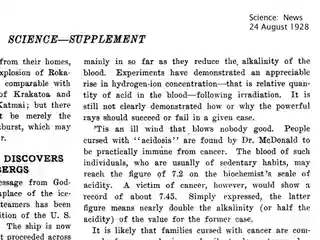 Science: News
24 August 1928
SCIENCE—SUPPLEMENT
from their homes,
xplosion of Roka-
comparable with
of Krakatoa and
Katmai; but there
t be merely the
tburst, which may
r.
DISCOVERS
BERGS
essage from God-
mplace of the ice-
teamers has been
dition of the U. S.
The ship is now
t proceeded across
mainly in so far as they reduce the alkalinity of the
blood. Experiments have demonstrated an appreciable
rise in hydrogen-ion concentration—that is relative quan-
tity of acid in the blood—following irradiation. It is
still not clearly demonstrated how or why the powerful
rays should succeed or fail in a given case.
'Tis an ill wind that blows nobody good. People
cursed with "acidosis" are found by Dr. McDonald to
be practically immune from cancer. The blood of such
individuals, who are usually of sedentary habits, may
reach the figure of 7.2 on the biochemist's scale of
acidity. A victim of cancer, however, would show a
record of about 7.45. Simply expressed, the latter
figure means nearly double the alkalinity (or half the
acidity) of the value for the former case.
It is likely that families cursed with cancer are com-